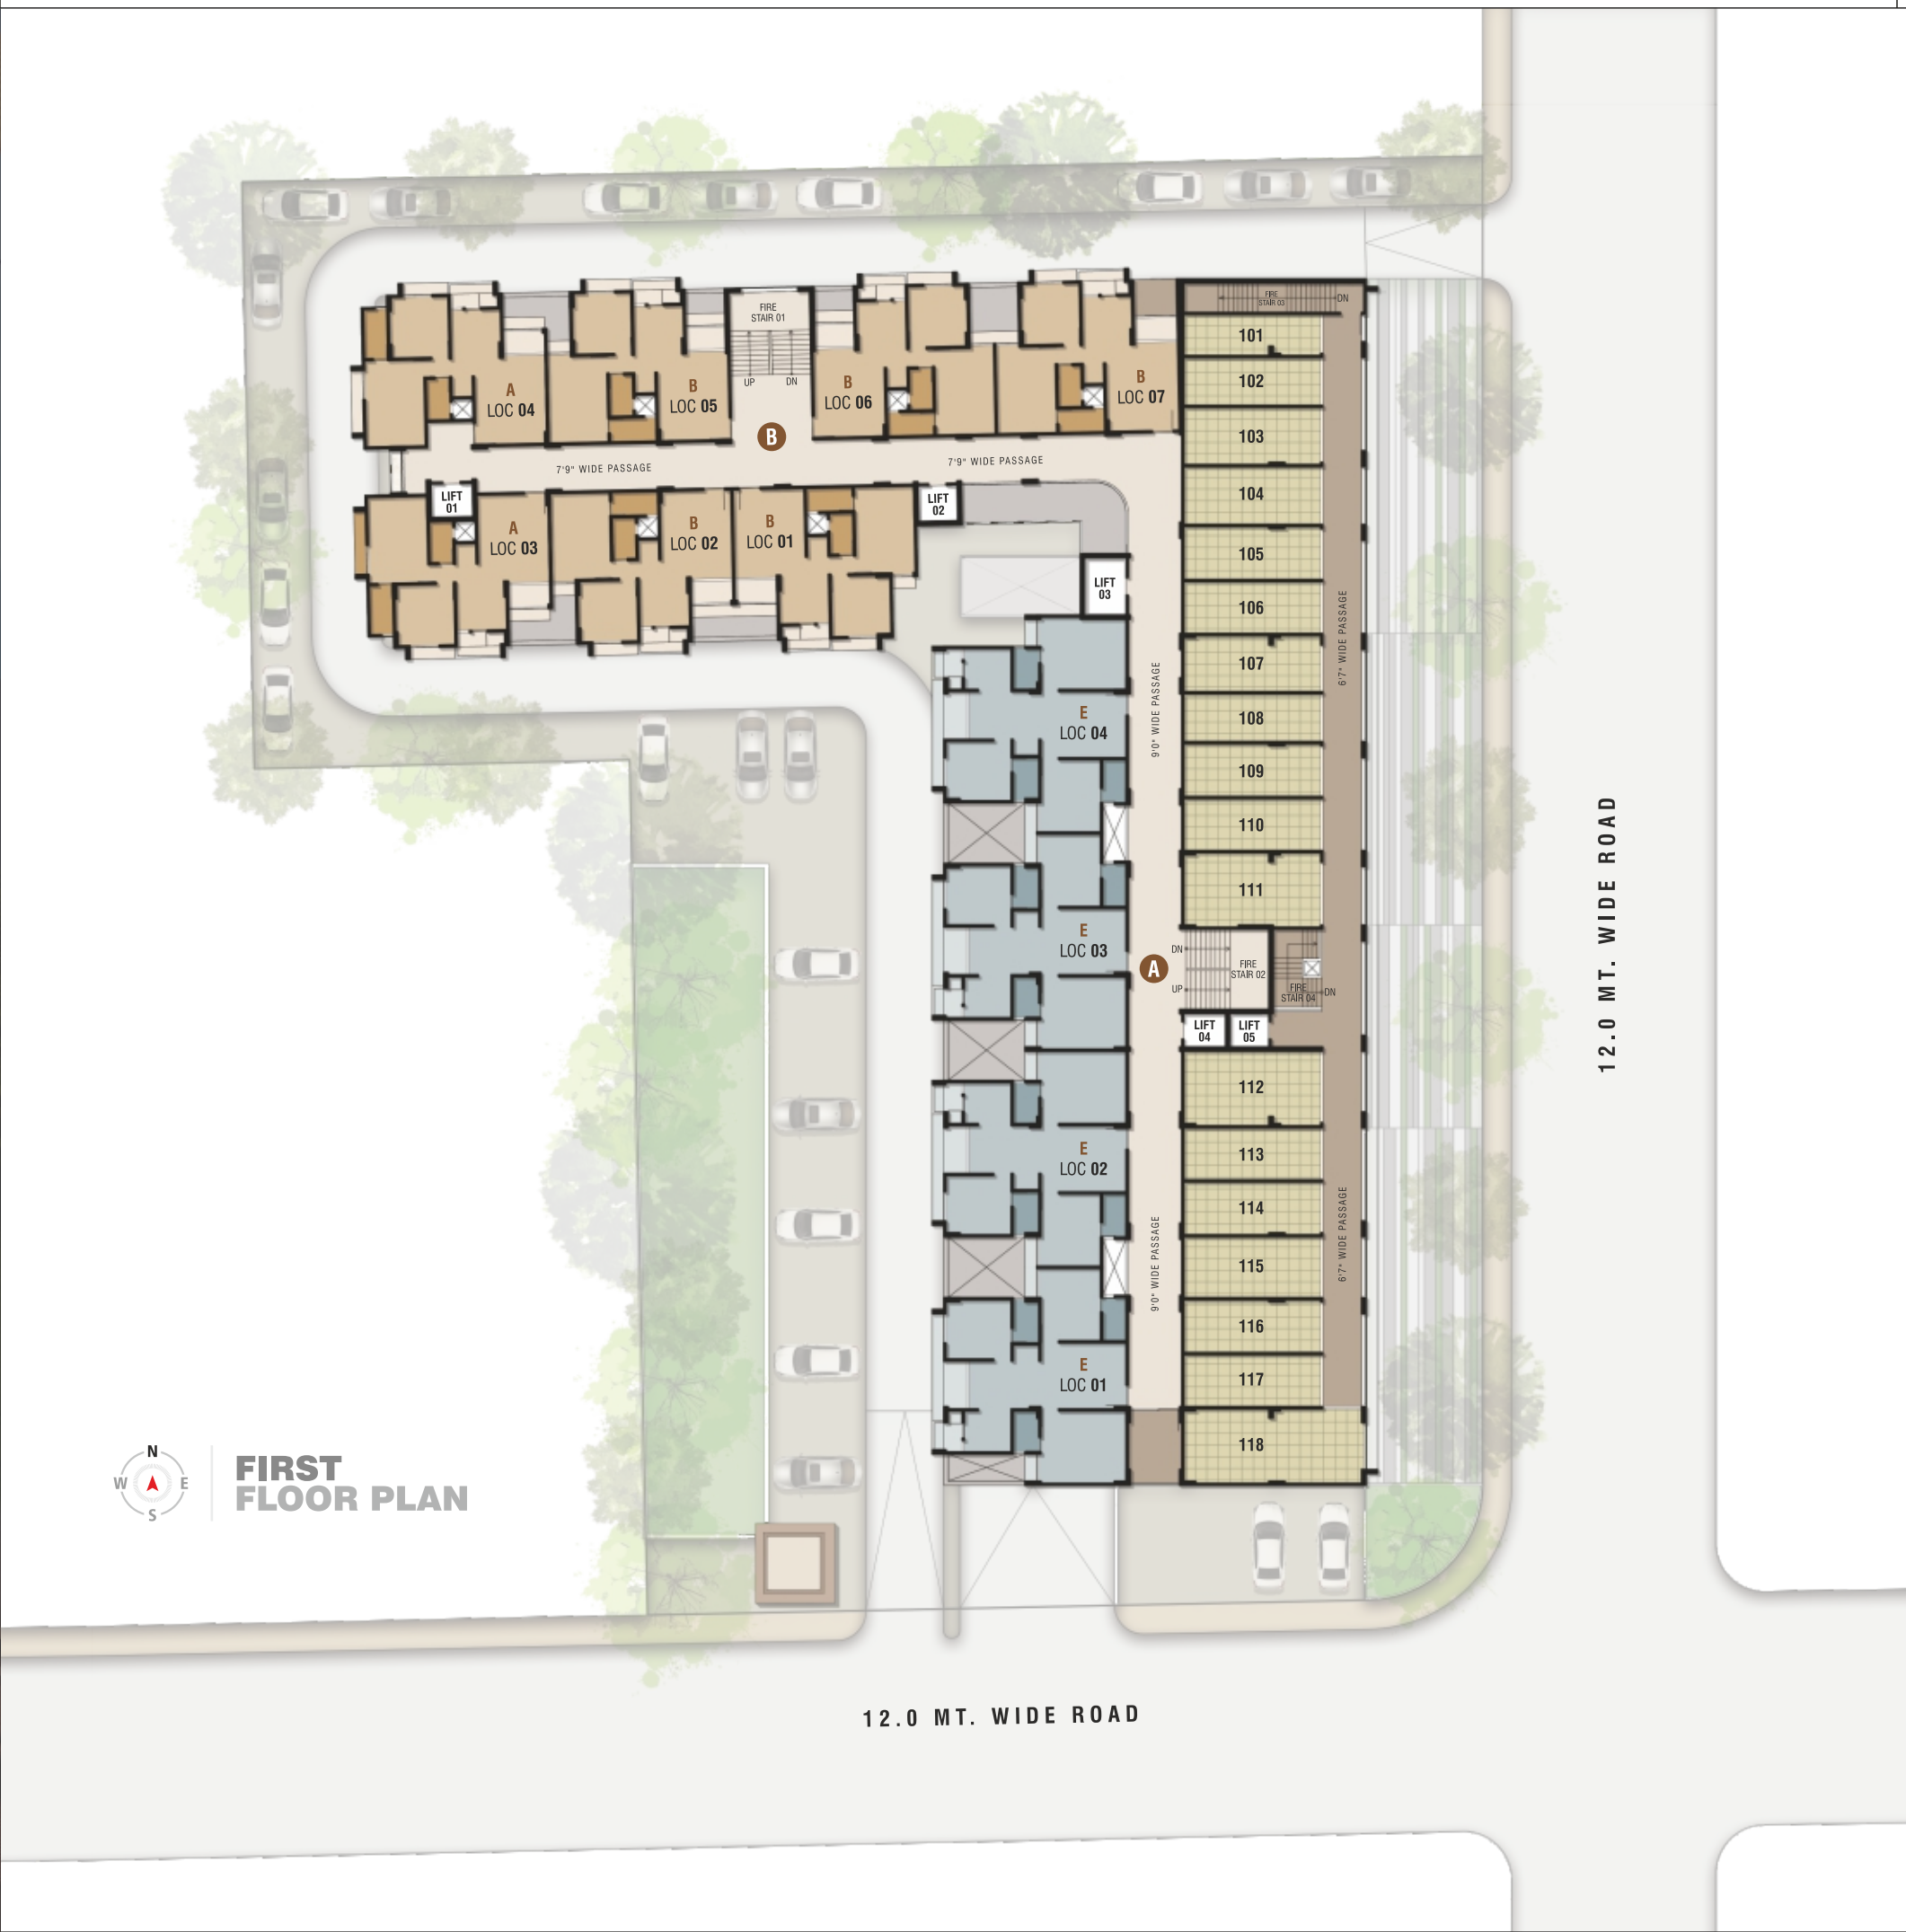 FIRE
STAIR 01
UP DN
A
LOC 04
B
LOC 05
B
LOC 06
B
LOC 07
B
7'9" WIDE PASSAGE
7'9" WIDE PASSAGE
LIFT
01
LIFT
02
A
LOC 03
B
LOC 02
B
LOC 01
LIFT
03
FIRE
STAIR 03
DN
101
102
103
104
105
106
107
108
109
110
111
6'7" WIDE PASSAGE
9'0" WIDE PASSAGE
E
LOC 04
E
LOC 03
A
DN
UP
FIRE
STAIR 02
FIRE
STAIR 04
DN
LIFT
04
LIFT
05
112
113
114
115
116
117
118
6'7" WIDE PASSAGE
9'0" WIDE PASSAGE
E
LOC 02
E
LOC 01
12.0 MT. WIDE ROAD
N
W E
S
FIRST
FLOOR PLAN
12.0 MT. WIDE ROAD